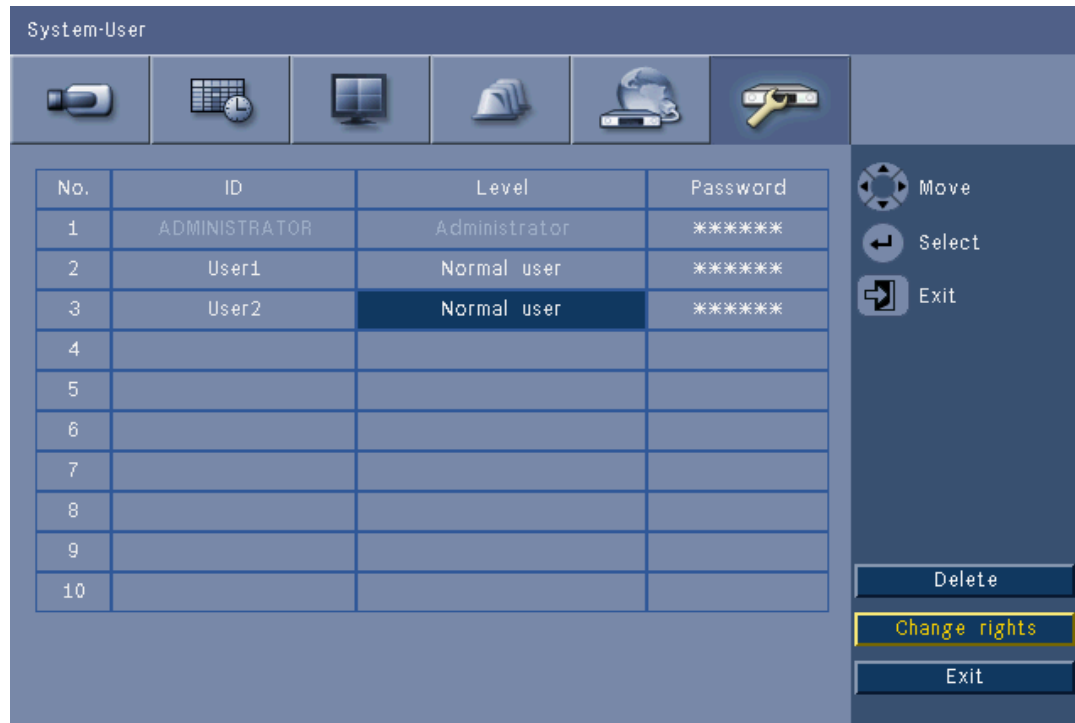 System-User
No. ID Level Password
1 ADMINISTRATOR Administrator ******
2 User1 Normal user ******
3 User2 Normal user ******
4
5
6
7
8
9
10
Move
Select
Exit
Delete
Change rights
Exit